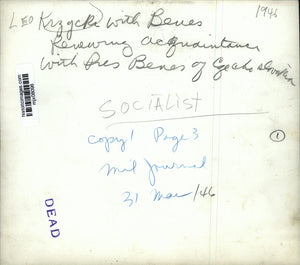 1946
LEO Krzycki with Benes
Renewing acquaintance
with Pres Benes of Czechoslovakia
SOCIALIST
copy 1 Page 3
1
Mil Journal
31 Mar/46
DEAD